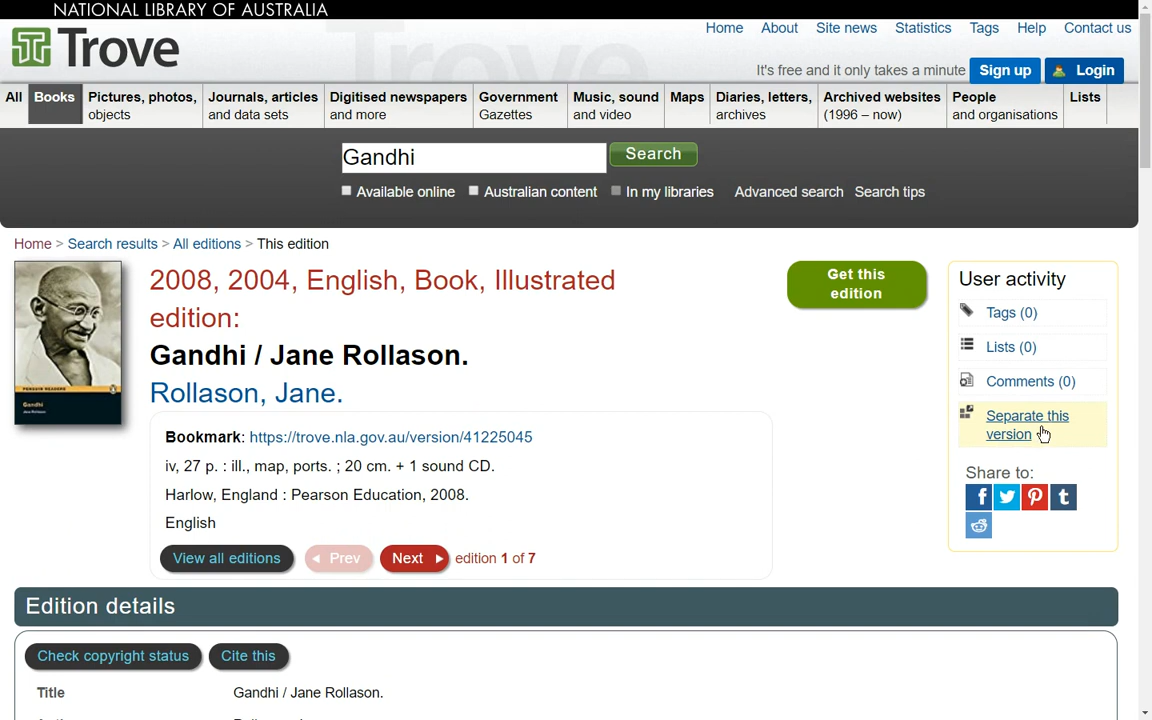 NATIONAL LIBRARY OF AUSTRALIA
Trove
Home About Site news Statistics Tags Help Contact us
It's free and it only takes a minute Sign up Login
All Books Pictures, photos, objects Journals, articles and data sets Digitised newspapers and more Government Gazettes Music, sound and video Maps Diaries, letters, archives Archived websites (1996 – now) People and organisations Lists
Gandhi Search
Available online Australian content In my libraries Advanced search Search tips
Home > Search results > All editions > This edition
PENGUIN READERS
Gandhi
Jane Rollason
2008, 2004, English, Book, Illustrated
edition:
Gandhi / Jane Rollason.
Rollason, Jane.
Bookmark: https://trove.nla.gov.au/version/41225045
iv, 27 p. : ill., map, ports. ; 20 cm. + 1 sound CD.
Harlow, England : Pearson Education, 2008.
English
View all editions Prev Next edition 1 of 7
Get this
edition
User activity
Tags (0)
Lists (0)
Comments (0)
Separate this
version
Share to:
Edition details
Check copyright status Cite this
Title Gandhi / Jane Rollason.